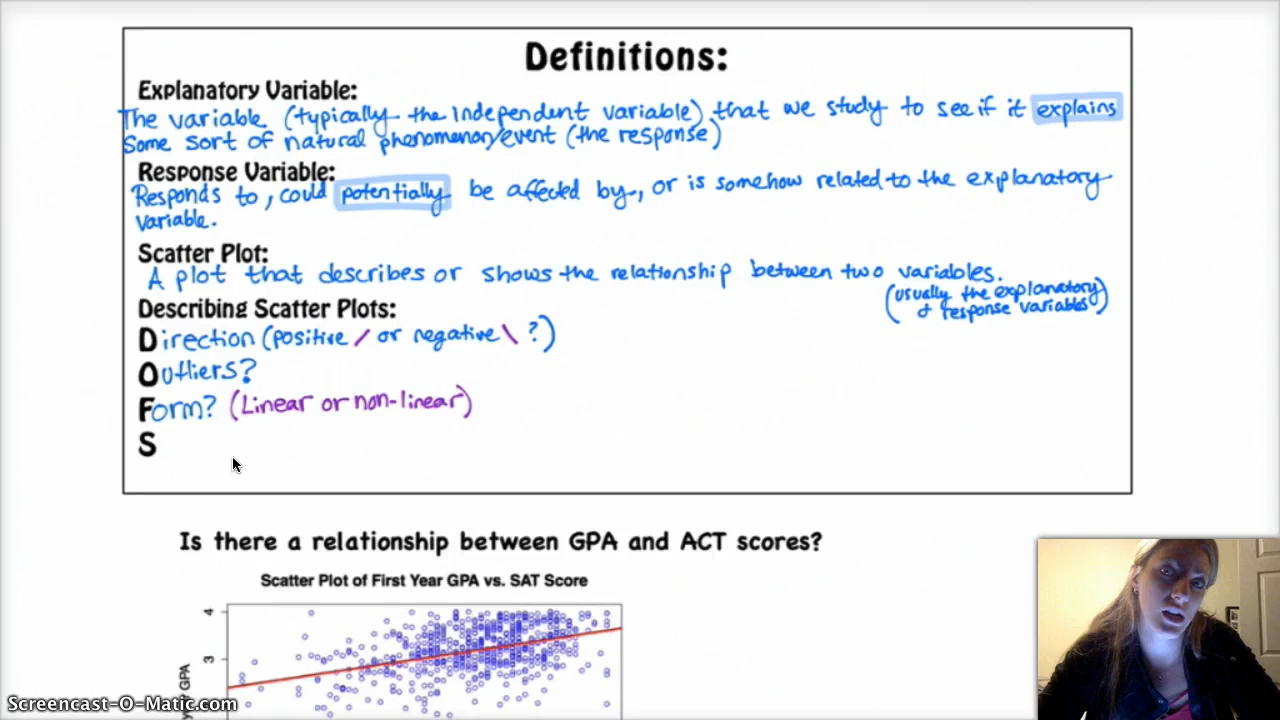 Definitions:
Explanatory Variable:
The variable (typically the independent variable) that we study to see if it explains
some sort of natural phenomenon/event (the response)
Response Variable:
Responds to, could potentially be affected by, or is somehow related to the explanatory
variable.
Scatter Plot:
A plot that describes or shows the relationship between two variables.
(usually the explanatory
+ response variables)
Describing Scatter Plots:
Direction (positive / or negative \ ?)
Outliers?
Form? (Linear or non-linear)
S
Is there a relationship between GPA and ACT scores?
Scatter Plot of First Year GPA vs. SAT Score
4
3
GPA
Screencast-O-Matic.com